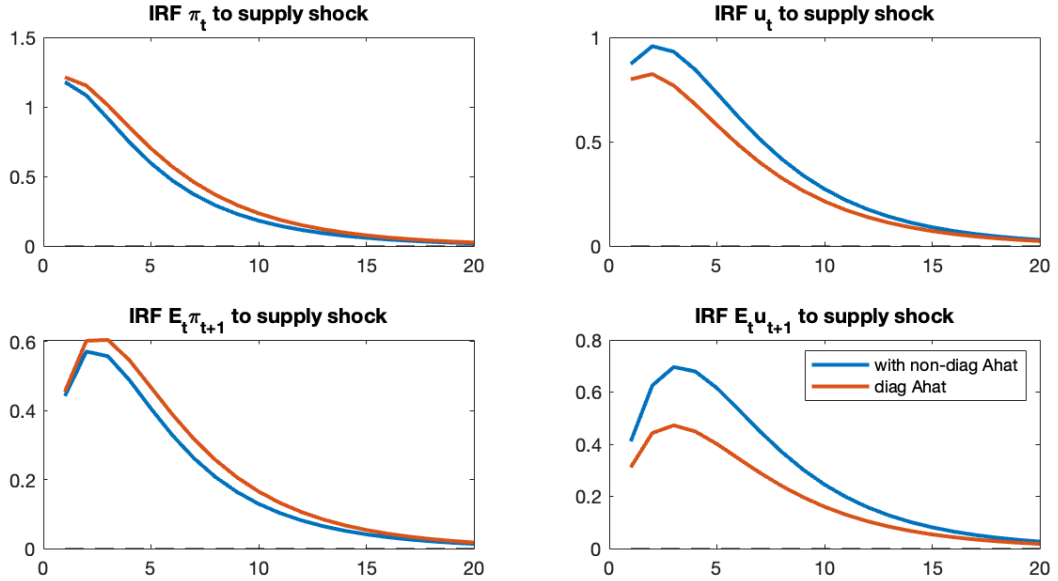 IRF π_t to supply shock
1.5
1
0.5
0
0 5 10 15 20
IRF u_t to supply shock
1
0.5
0
0 5 10 15 20
IRF E_tπ_{t+1} to supply shock
0.6
0.4
0.2
0
0 5 10 15 20
IRF E_tu_{t+1} to supply shock
0.8
0.6
0.4
0.2
0
0 5 10 15 20
with non-diag Ahat
diag Ahat